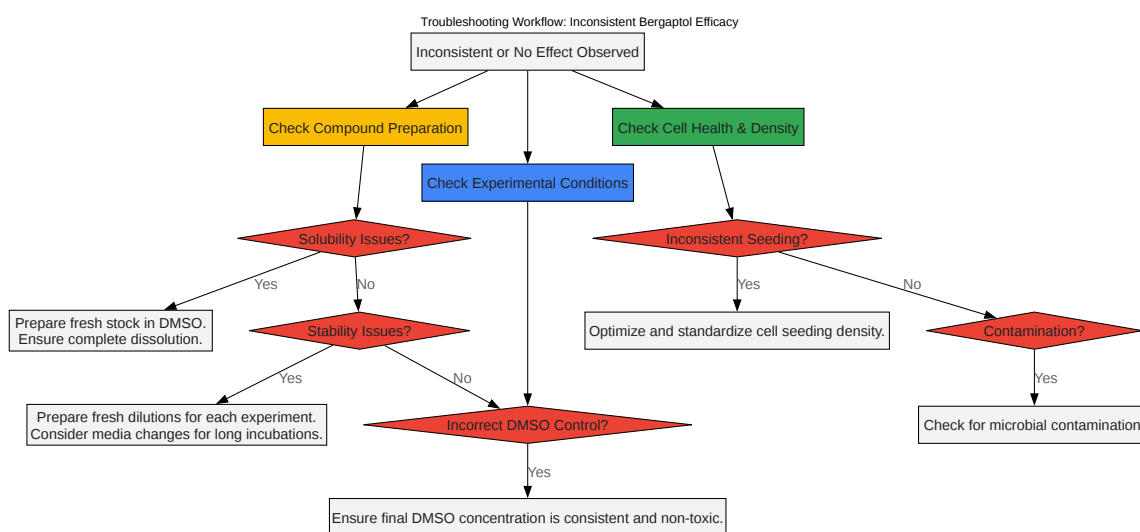 Troubleshooting Workflow: Inconsistent Bergaptol Efficacy
Inconsistent or No Effect Observed
Check Compound Preparation
Check Cell Health & Density
Check Experimental Conditions
Solubility Issues?
Inconsistent Seeding?
Yes
No
Yes
No
Prepare fresh stock in DMSO.
Ensure complete dissolution.
Stability Issues?
Optimize and standardize cell seeding density.
Contamination?
Yes
No
Yes
Prepare fresh dilutions for each experiment.
Consider media changes for long incubations.
Incorrect DMSO Control?
Check for microbial contamination.
Yes
Ensure final DMSO concentration is consistent and non-toxic.